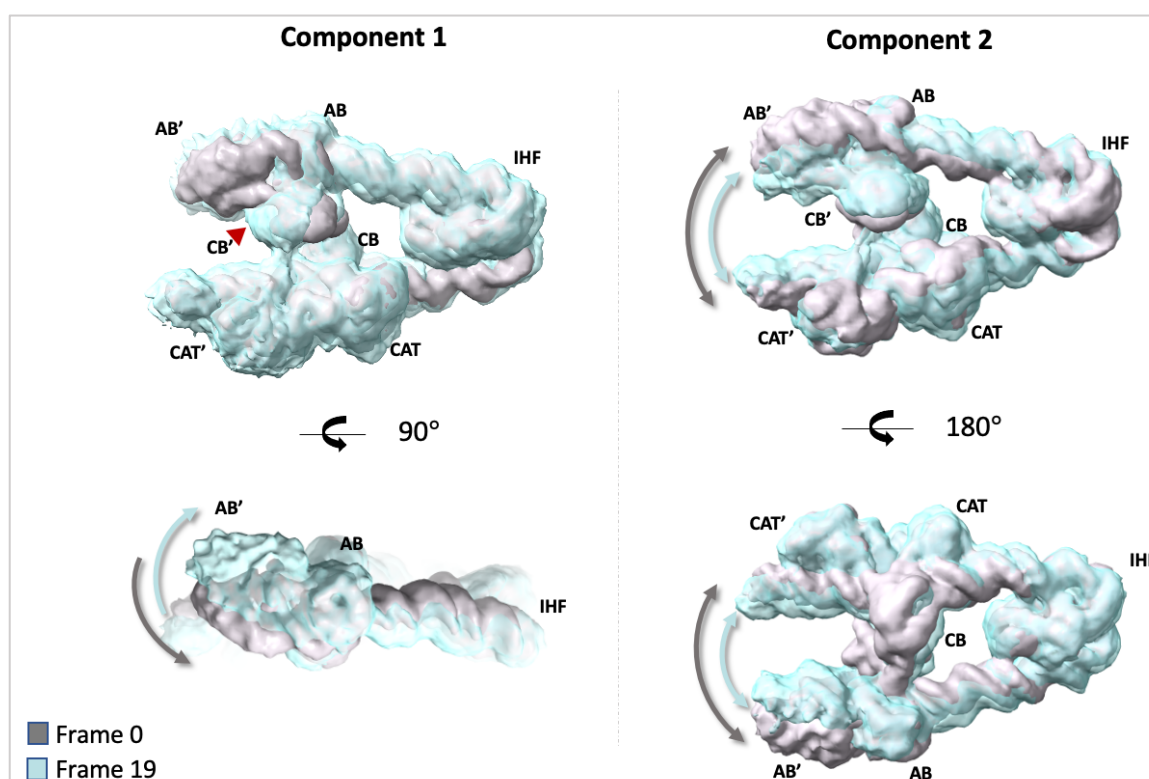 Component 1
Component 2
AB'
AB
IHF
CB'
CB
CAT'
CAT
AB'
AB
IHF
CB'
CB
CAT'
CAT
90°
180°
AB'
AB
IHF
CAT'
CAT
IH
CB
AB'
AB
Frame 0
Frame 19